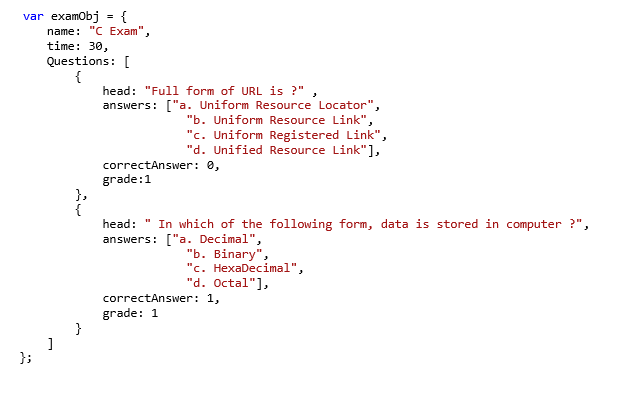 var examObj = {
name: "C Exam",
time: 30,
Questions: [
{
head: "Full form of URL is ?" ,
answers: ["a. Uniform Resource Locator",
"b. Uniform Resource Link",
"c. Uniform Registered Link",
"d. Unified Resource Link"],
correctAnswer: 0,
grade:1
},
{
head: " In which of the following form, data is stored in computer ?",
answers: ["a. Decimal",
"b. Binary",
"c. HexaDecimal",
"d. Octal"],
correctAnswer: 1,
grade: 1
}
]
};